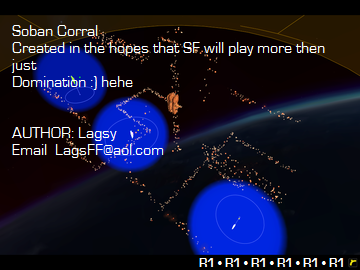 Soban Corral
Created in the hopes that SF will play more then
just
Domination :) hehe
AUTHOR: Lagsy
Email  LagsFF@aol.com
R1 • R1 • R1 • R1 • R1 • R1 r